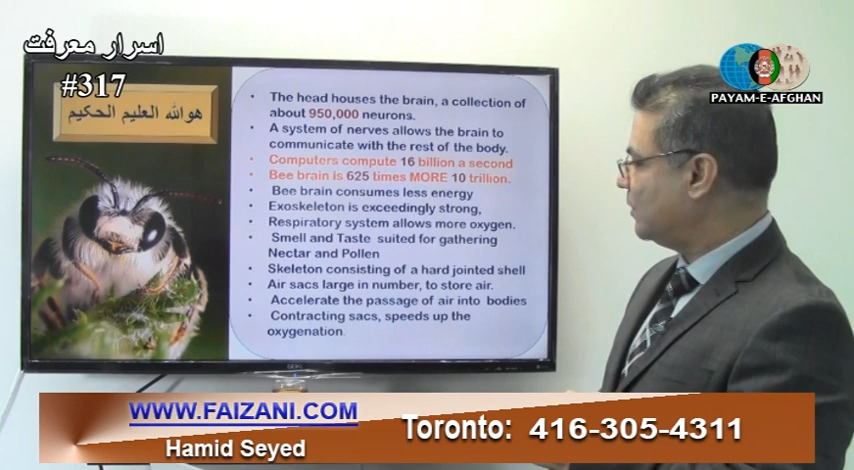 اسرار معرفت
#317
هوالله العليم الحكيم
• The head houses the brain, a collection of
about 950,000 neurons.
• A system of nerves allows the brain to
communicate with the rest of the body.
• Computers compute 16 billion a second
• Bee brain is 625 times MORE 10 trillion.
• Bee brain consumes less energy
• Exoskeleton is exceedingly strong,
• Respiratory system allows more oxygen.
• Smell and Taste suited for gathering
Nectar and Pollen
• Skeleton consisting of a hard jointed shell
• Air sacs large in number, to store air.
• Accelerate the passage of air into bodies
• Contracting sacs, speeds up the
oxygenation.
PAYAM-E-AFGHAN
WWW.FAIZANI.COM
Hamid Seyed
Toronto: 416-305-4311